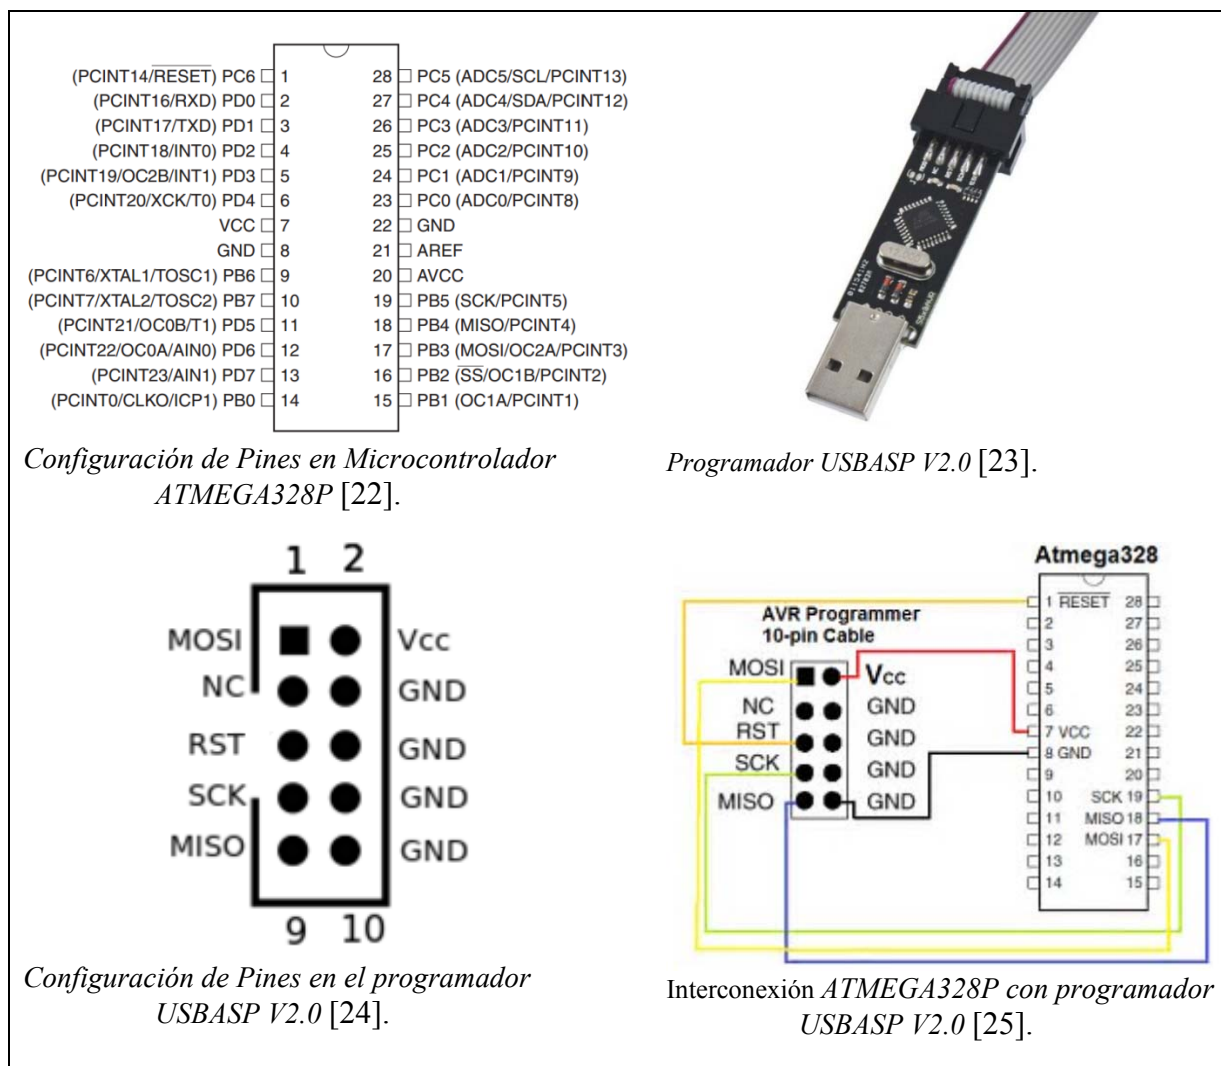 (PCINT14/RESET) PC6 1 28 PC5 (ADC5/SCL/PCINT13)
(PCINT16/RXD) PD0 2 27 PC4 (ADC4/SDA/PCINT12)
(PCINT17/TXD) PD1 3 26 PC3 (ADC3/PCINT11)
(PCINT18/INT0) PD2 4 25 PC2 (ADC2/PCINT10)
(PCINT19/OC2B/INT1) PD3 5 24 PC1 (ADC1/PCINT9)
(PCINT20/XCK/T0) PD4 6 23 PC0 (ADC0/PCINT8)
VCC 7 22 GND
GND 8 21 AREF
(PCINT6/XTAL1/TOSC1) PB6 9 20 AVCC
(PCINT7/XTAL2/TOSC2) PB7 10 19 PB5 (SCK/PCINT5)
(PCINT21/OC0B/T1) PD5 11 18 PB4 (MISO/PCINT4)
(PCINT22/OC0A/AIN0) PD6 12 17 PB3 (MOSI/OC2A/PCINT3)
(PCINT23/AIN1) PD7 13 16 PB2 (SS/OC1B/PCINT2)
(PCINT0/CLKO/ICP1) PB0 14 15 PB1 (OC1A/PCINT1)
Configuración de Pines en Microcontrolador
ATMEGA328P [22].
Programador USBASP V2.0 [23].
1 2
MOSI Vcc
NC GND
RST GND
SCK GND
MISO GND
9 10
Configuración de Pines en el programador
USBASP V2.0 [24].
Atmega328
AVR Programmer
10-pin Cable
MOSI Vcc
NC GND
RST GND
SCK GND
MISO GND
1 RESET 28
2 27
3 26
4 25
5 24
6 23
7 VCC 22
8 GND 21
9 20
10 SCK 19
11 MISO 18
12 MOSI 17
13 16
14 15
Interconexión ATMEGA328P con programador
USBASP V2.0 [25].